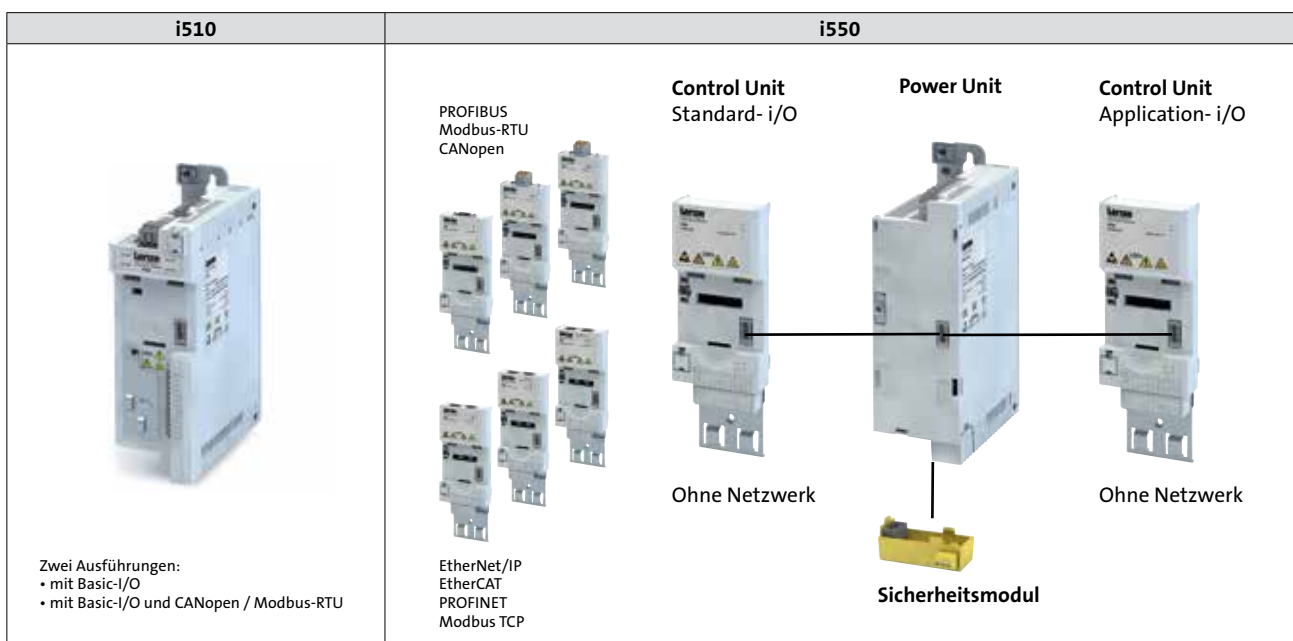 i510
i550
Zwei Ausführungen:
• mit Basic-I/O
• mit Basic-I/O und CANopen / Modbus-RTU
PROFIBUS
Modbus-RTU
CANopen
EtherNet/IP
EtherCAT
PROFINET
Modbus TCP
Control Unit
Standard- i/O
Ohne Netzwerk
Power Unit
Sicherheitsmodul
Control Unit
Application- i/O
Ohne Netzwerk